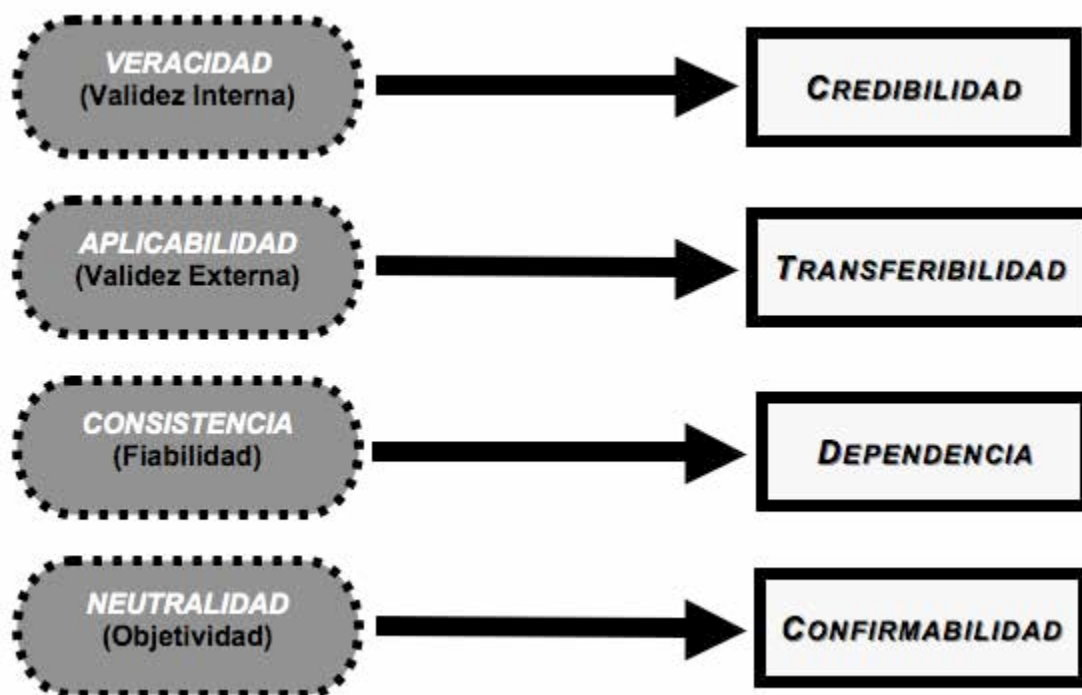 VERACIDAD
(Validez Interna)
CREDIBILIDAD
APLICABILIDAD
(Validez Externa)
TRANSFERIBILIDAD
CONSISTENCIA
(Fiabilidad)
DEPENDENCIA
NEUTRALIDAD
(Objetividad)
CONFIRMABILIDAD